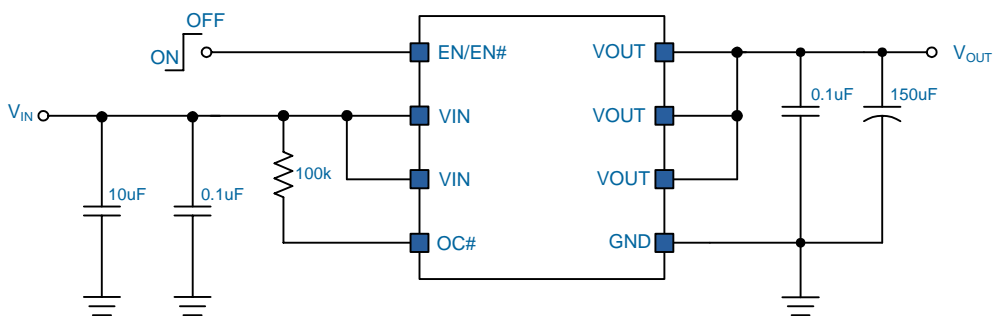 OFF
ON
EN/EN#
VOUT
VOUT
0.1uF
150uF
VIN
VIN
VOUT
100k
VIN
VOUT
10uF
0.1uF
OC#
GND